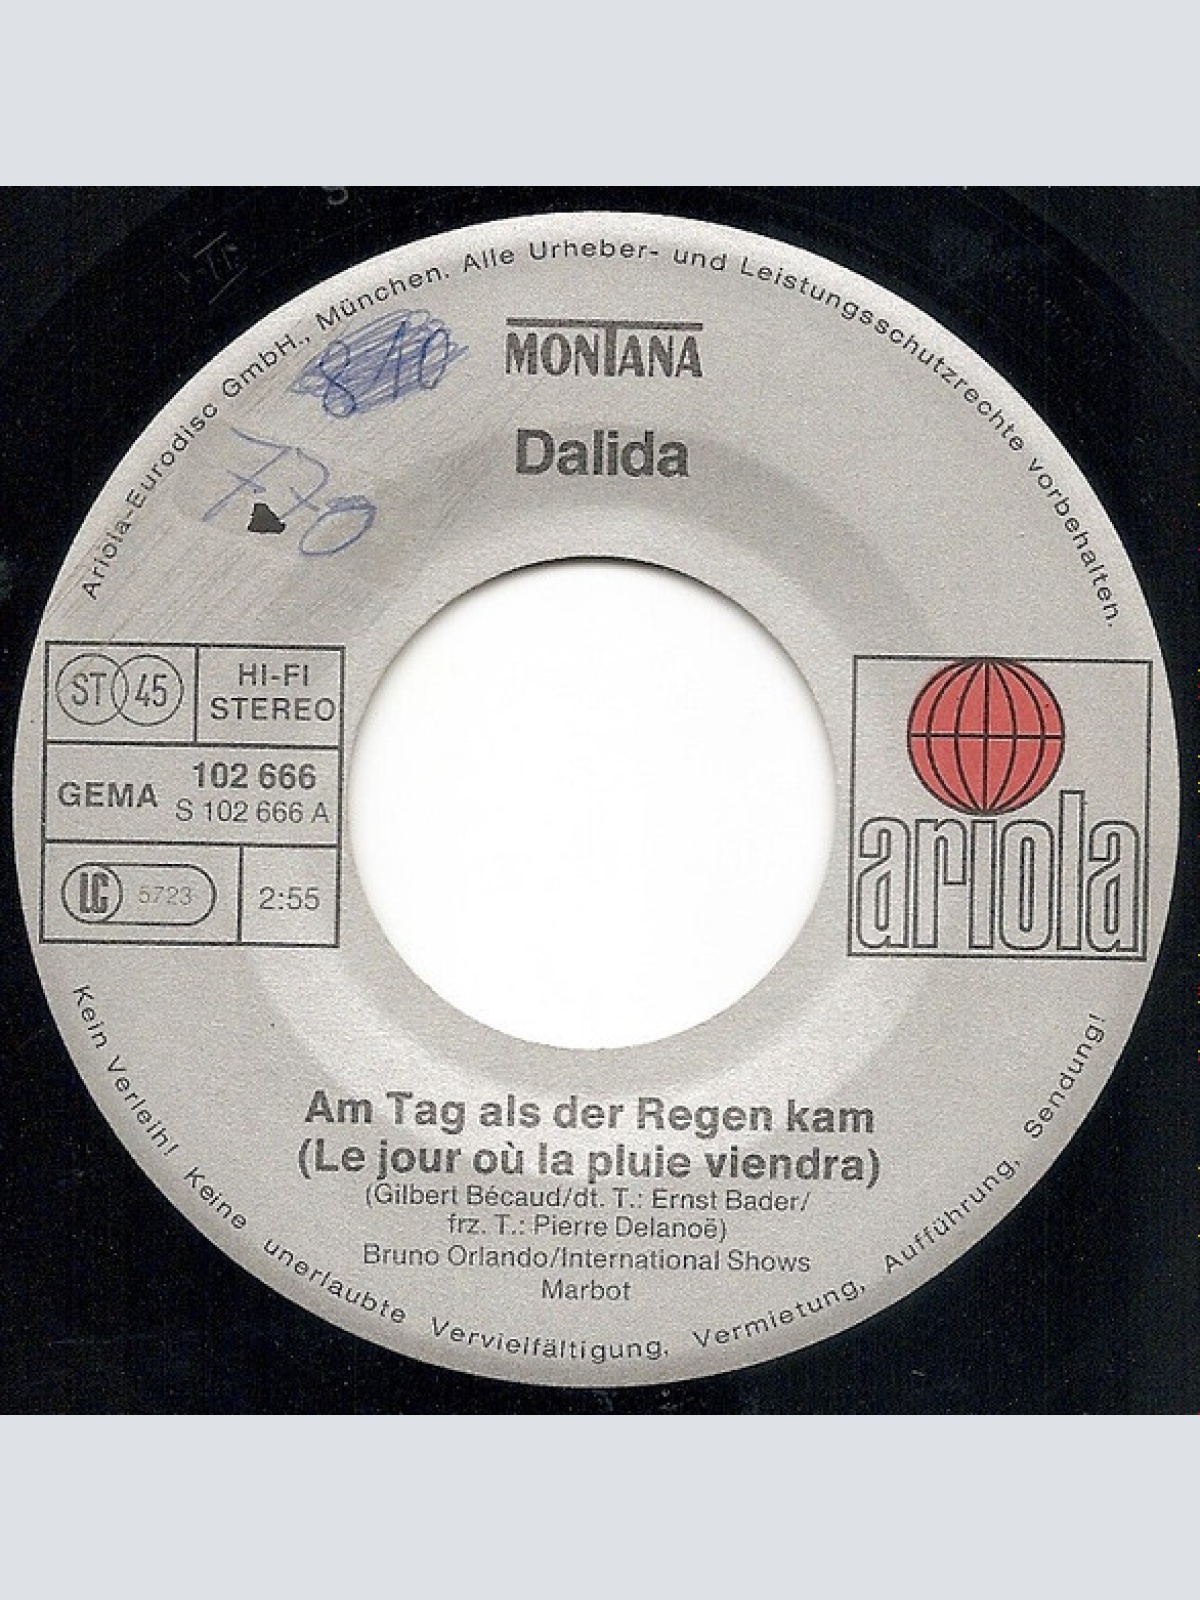 Ariola-Eurodisc GmbH., München. Alle Urheber- und Leistungsschutzrechte vorbehalten.
MONTANA
Dalida
840
7.70
ST 45
HI-FI
STEREO
GEMA
102 666
S 102 666 A
LC 5723
2:55
ariola
Am Tag als der Regen kam
(Le jour où la pluie viendra)
(Gilbert Bécaud/dt. T.: Ernst Bader/
frz. T.: Pierre Delanoë)
Bruno Orlando/International Shows
Marbot
Kein Verleih! Keine unerlaubte Vervielfältigung, Vermietung, Aufführung, Sendung!